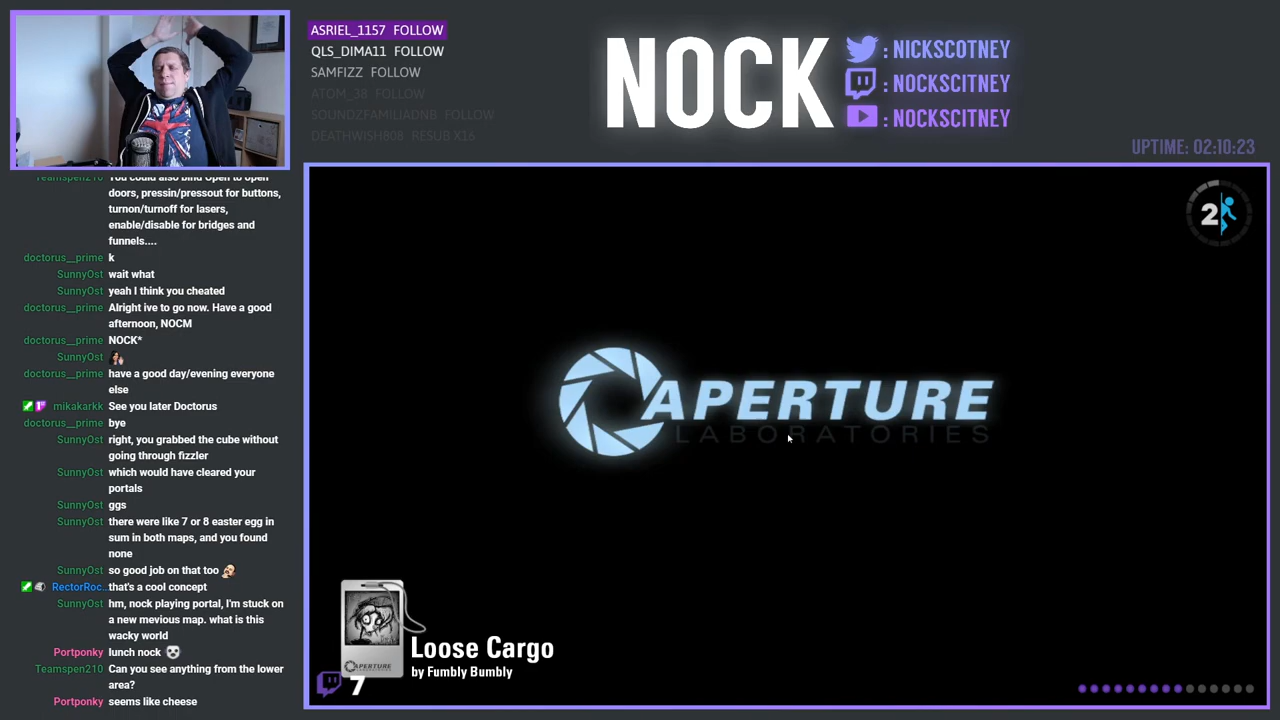 ASRIEL_1157 FOLLOW
QLS_DIMA11 FOLLOW
SAMFIZZ FOLLOW
ATOM_38 FOLLOW
SOUNDZFAMILIADNB FOLLOW
DEATHWISH808 RESUB X16
NOCK
: NICKSCOTNEY
: NOCKSCITNEY
: NOCKSCITNEY
UPTIME: 02:10:23
Teamspen210 You could also bind Open to open
doors, pressin/pressout for buttons,
turnon/turnoff for lasers,
enable/disable for bridges and
funnels....
doctorus__prime k
SunnyOst wait what
SunnyOst yeah I think you cheated
doctorus__prime Alright ive to go now. Have a good
afternoon, NOCM
doctorus__prime NOCK*
SunnyOst
doctorus__prime have a good day/evening everyone
else
mikakarkk See you later Doctorus
doctorus__prime bye
SunnyOst right, you grabbed the cube without
going through fizzler
SunnyOst which would have cleared your
portals
SunnyOst ggs
SunnyOst there were like 7 or 8 easter egg in
sum in both maps, and you found
none
SunnyOst so good job on that too
RectorRoc... that's a cool concept
SunnyOst hm, nock playing portal, I'm stuck on
a new mevious map. what is this
wacky world
Portponky lunch nock
Teamspen210 Can you see anything from the lower
area?
Portponky seems like cheese
2
APERTURE
LABORATORIES
APERTURE
Loose Cargo
by Fumbly Bumbly
7